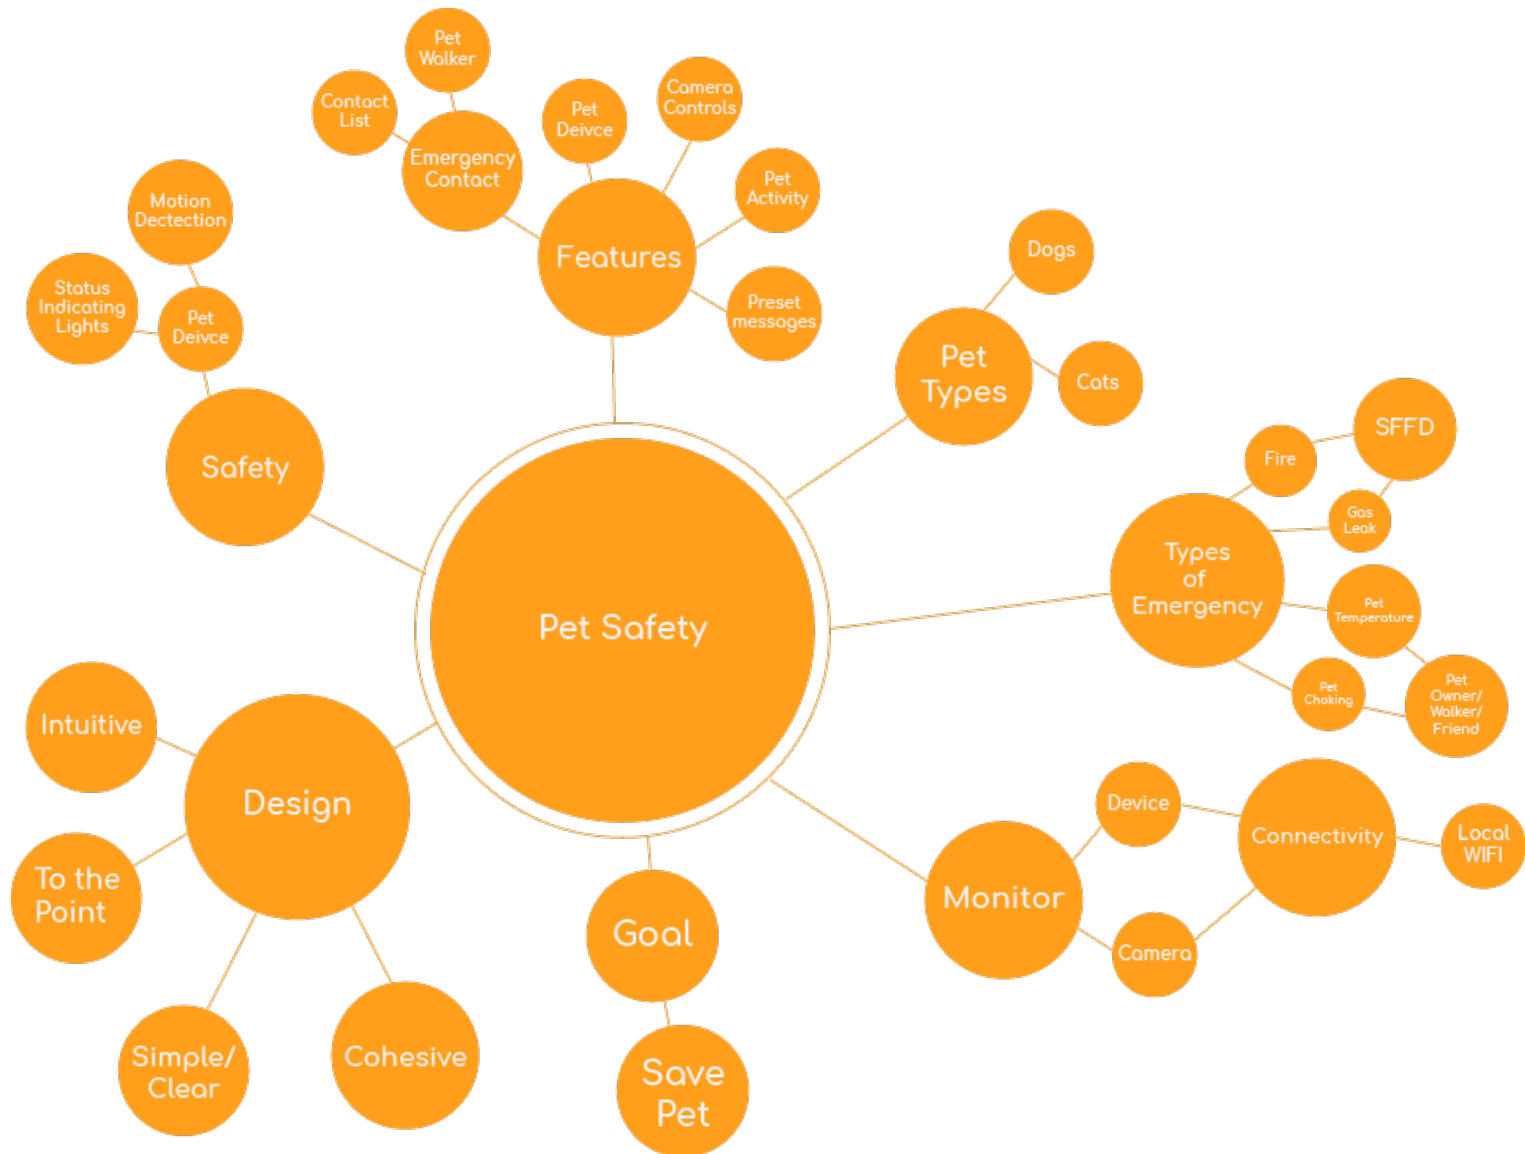 Pet
Walker
Contact
List
Emergency
Contact
Pet
Deivce
Camera
Controls
Pet
Activity
Features
Preset
messages
Motion
Dectection
Status
Indicating
Lights
Pet
Deivce
Safety
Dogs
Pet
Types
Cats
SFFD
Fire
Gas
Leak
Types
of
Emergency
Pet
Temperature
Pet
Choking
Pet
Owner/
Walker/
Friend
Pet Safety
Intuitive
Design
To the
Point
Simple/
Clear
Cohesive
Goal
Save
Pet
Monitor
Device
Camera
Connectivity
Local
WIFI